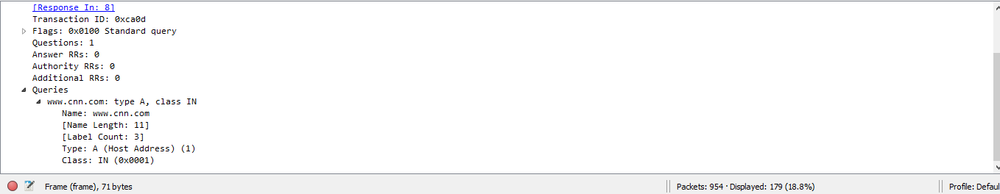 [Response In: 8]
Transaction ID: 0xca0d
Flags: 0x0100 Standard query
Questions: 1
Answer RRs: 0
Authority RRs: 0
Additional RRs: 0
Queries
www.cnn.com: type A, class IN
Name: www.cnn.com
[Name Length: 11]
[Label Count: 3]
Type: A (Host Address) (1)
Class: IN (0x0001)
Frame (frame), 71 bytes
Packets: 954 · Displayed: 179 (18.8%)
Profile: Defaul